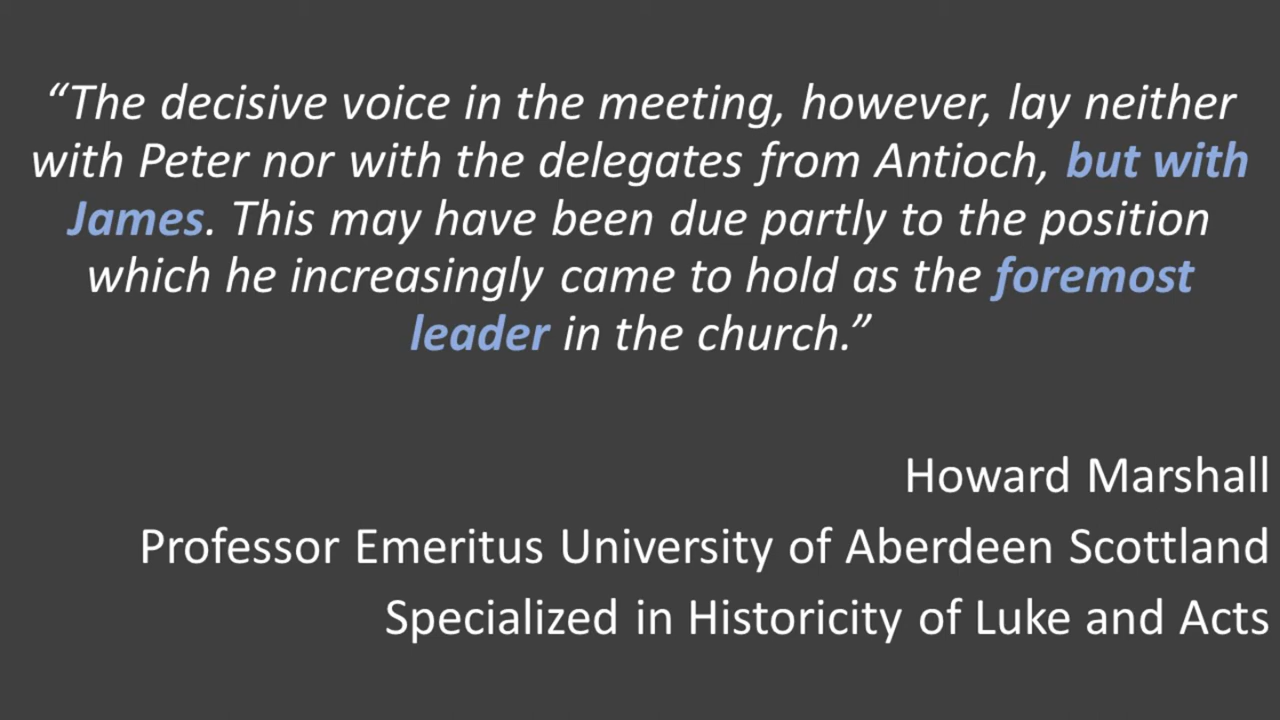 “The decisive voice in the meeting, however, lay neither
with Peter nor with the delegates from Antioch, but with
James. This may have been due partly to the position
which he increasingly came to hold as the foremost
leader in the church.”
Howard Marshall
Professor Emeritus University of Aberdeen Scottland
Specialized in Historicity of Luke and Acts